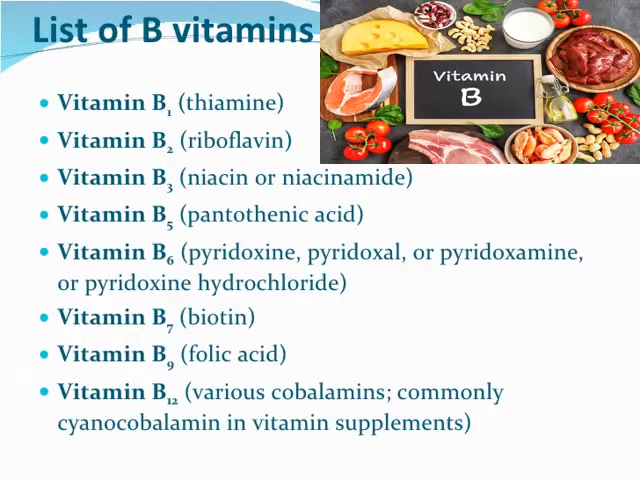 List of B vitamins
Vitamin
B
• Vitamin B₁ (thiamine)
• Vitamin B₂ (riboflavin)
• Vitamin B₃ (niacin or niacinamide)
• Vitamin B₅ (pantothenic acid)
• Vitamin B₆ (pyridoxine, pyridoxal, or pyridoxamine,
or pyridoxine hydrochloride)
• Vitamin B₇ (biotin)
• Vitamin B₉ (folic acid)
• Vitamin B₁₂ (various cobalamins; commonly
cyanocobalamin in vitamin supplements)